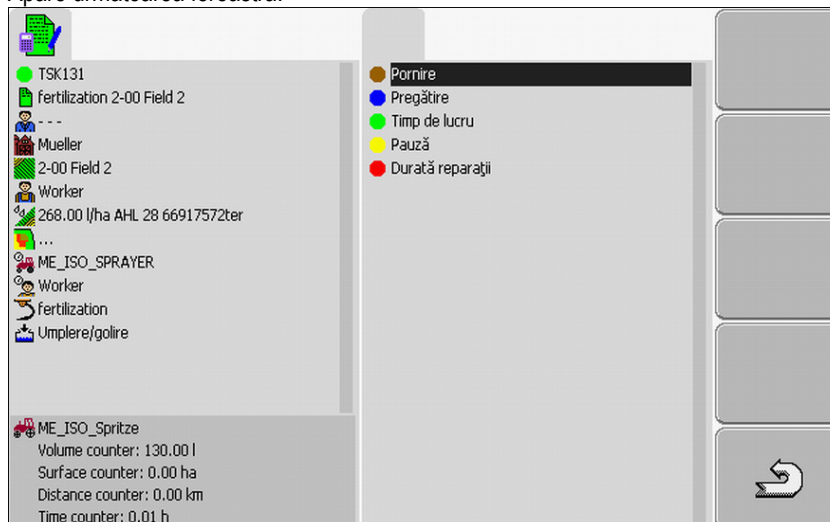 Apare următoarea fereastră:
TSK131
fertilization 2-00 Field 2
- - -
Mueller
2-00 Field 2
Worker
268.00 l/ha AHL 28 66917572ter
...
ME_ISO_SPRAYER
Worker
fertilization
Umplere/golire
ME_ISO_Spritze
Volume counter: 130.00 l
Surface counter: 0.00 ha
Distance counter: 0.00 km
Time counter: 0.01 h
Pornire
Pregătire
Timp de lucru
Pauză
Durată reparaţii